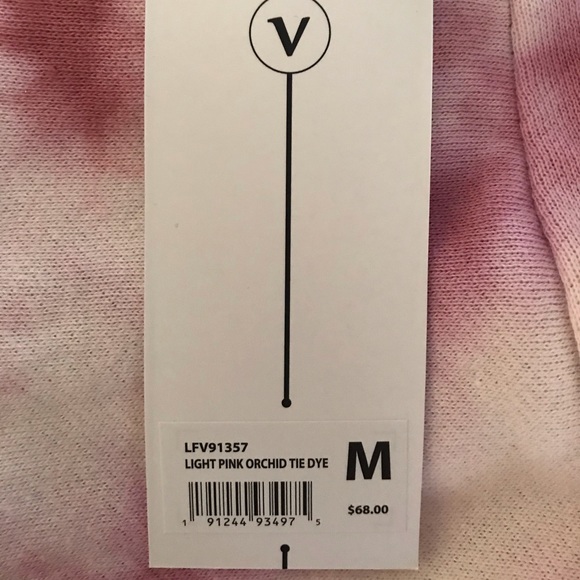 V
LFV91357
LIGHT PINK ORCHID TIE DYE
M
$68.00
1 91244 93497 5